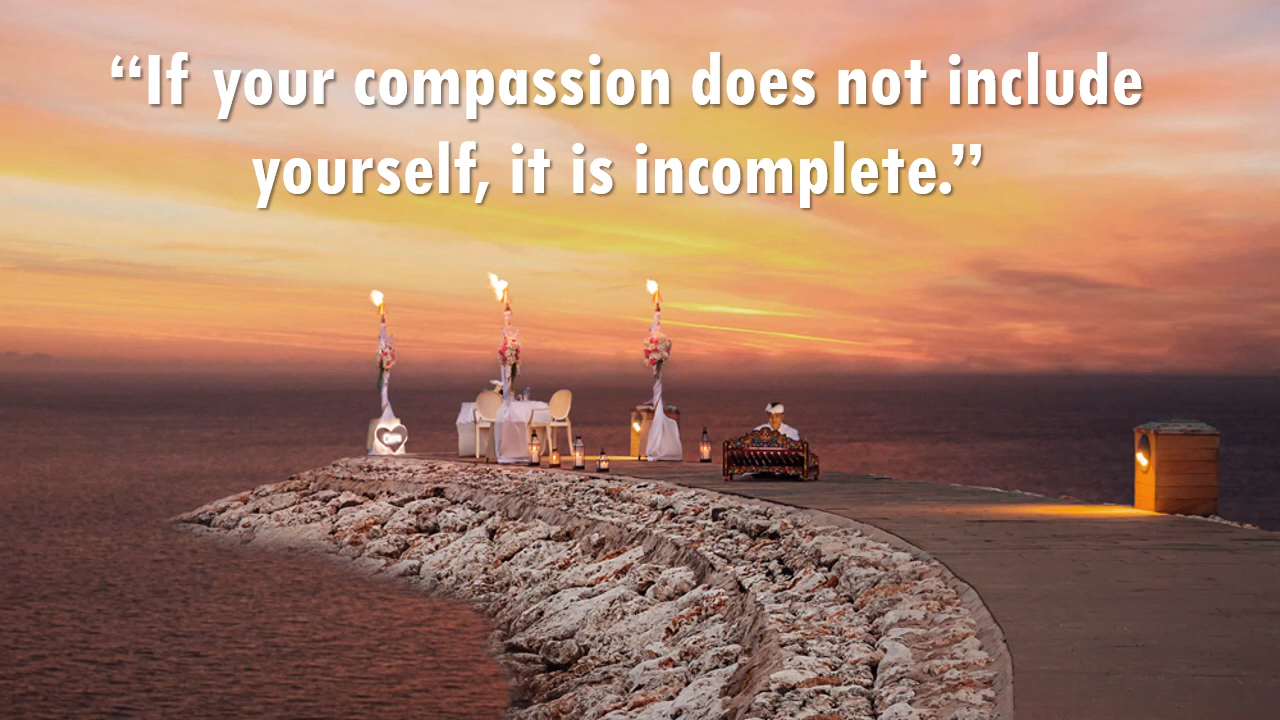 “If your compassion does not include
yourself, it is incomplete.”